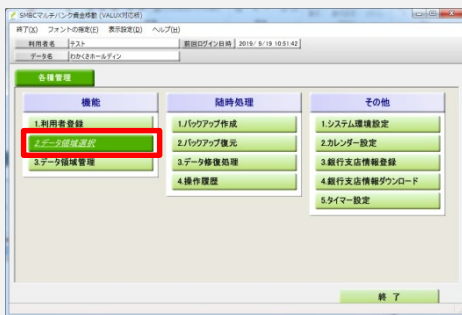 SMBCマルチバンク資金移動 (VALUX対応版)
終了(X) フォントの指定(F) 表示設定(D) ヘルプ(H)
利用者名 テスト 前回ログイン日時 2019/ 9/19 10:51:42
データ名 わかくさホールディン
各種管理
機能 随時処理 その他
1.利用者登録 1.バックアップ作成 1.システム環境設定
2.データ領域選択 2.バックアップ復元 2.カレンダー設定
3.データ領域管理 3.データ修復処理 3.銀行支店情報登録
4.操作履歴 4.銀行支店情報ダウンロード
5.タイマー設定
終 了